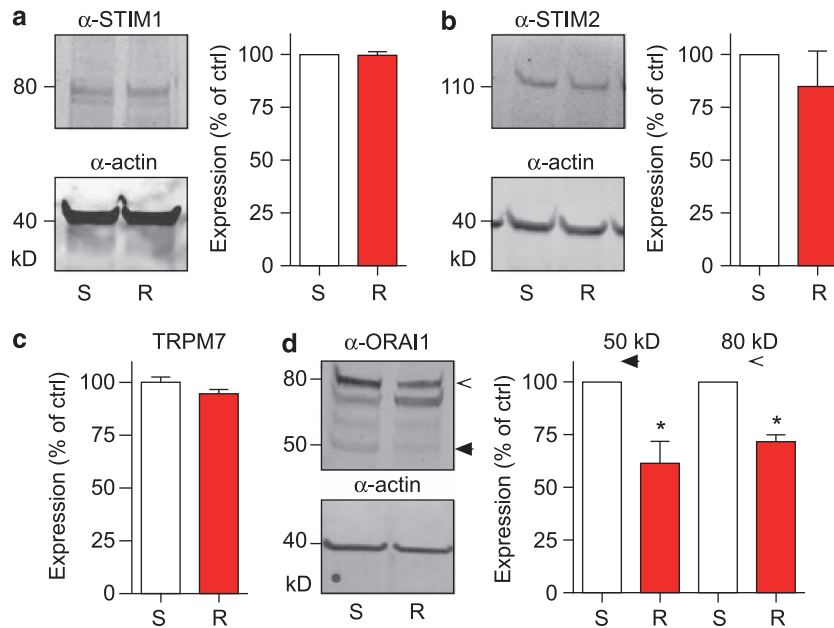 a
α-STIM1
80
α-actin
40
kD
S R
Expression (% of ctrl)
100
75
50
25
0
S R
b
α-STIM2
110
α-actin
40
kD
S R
Expression (% of ctrl)
100
75
50
25
0
S R
c
TRPM7
Expression (% of ctrl)
100
75
50
25
0
S R
d
α-ORAI1
80
<
50
α-actin
40
kD
S R
50 kD 80 kD
<
Expression (% of ctrl)
100
75
50
25
0
* *
S R S R